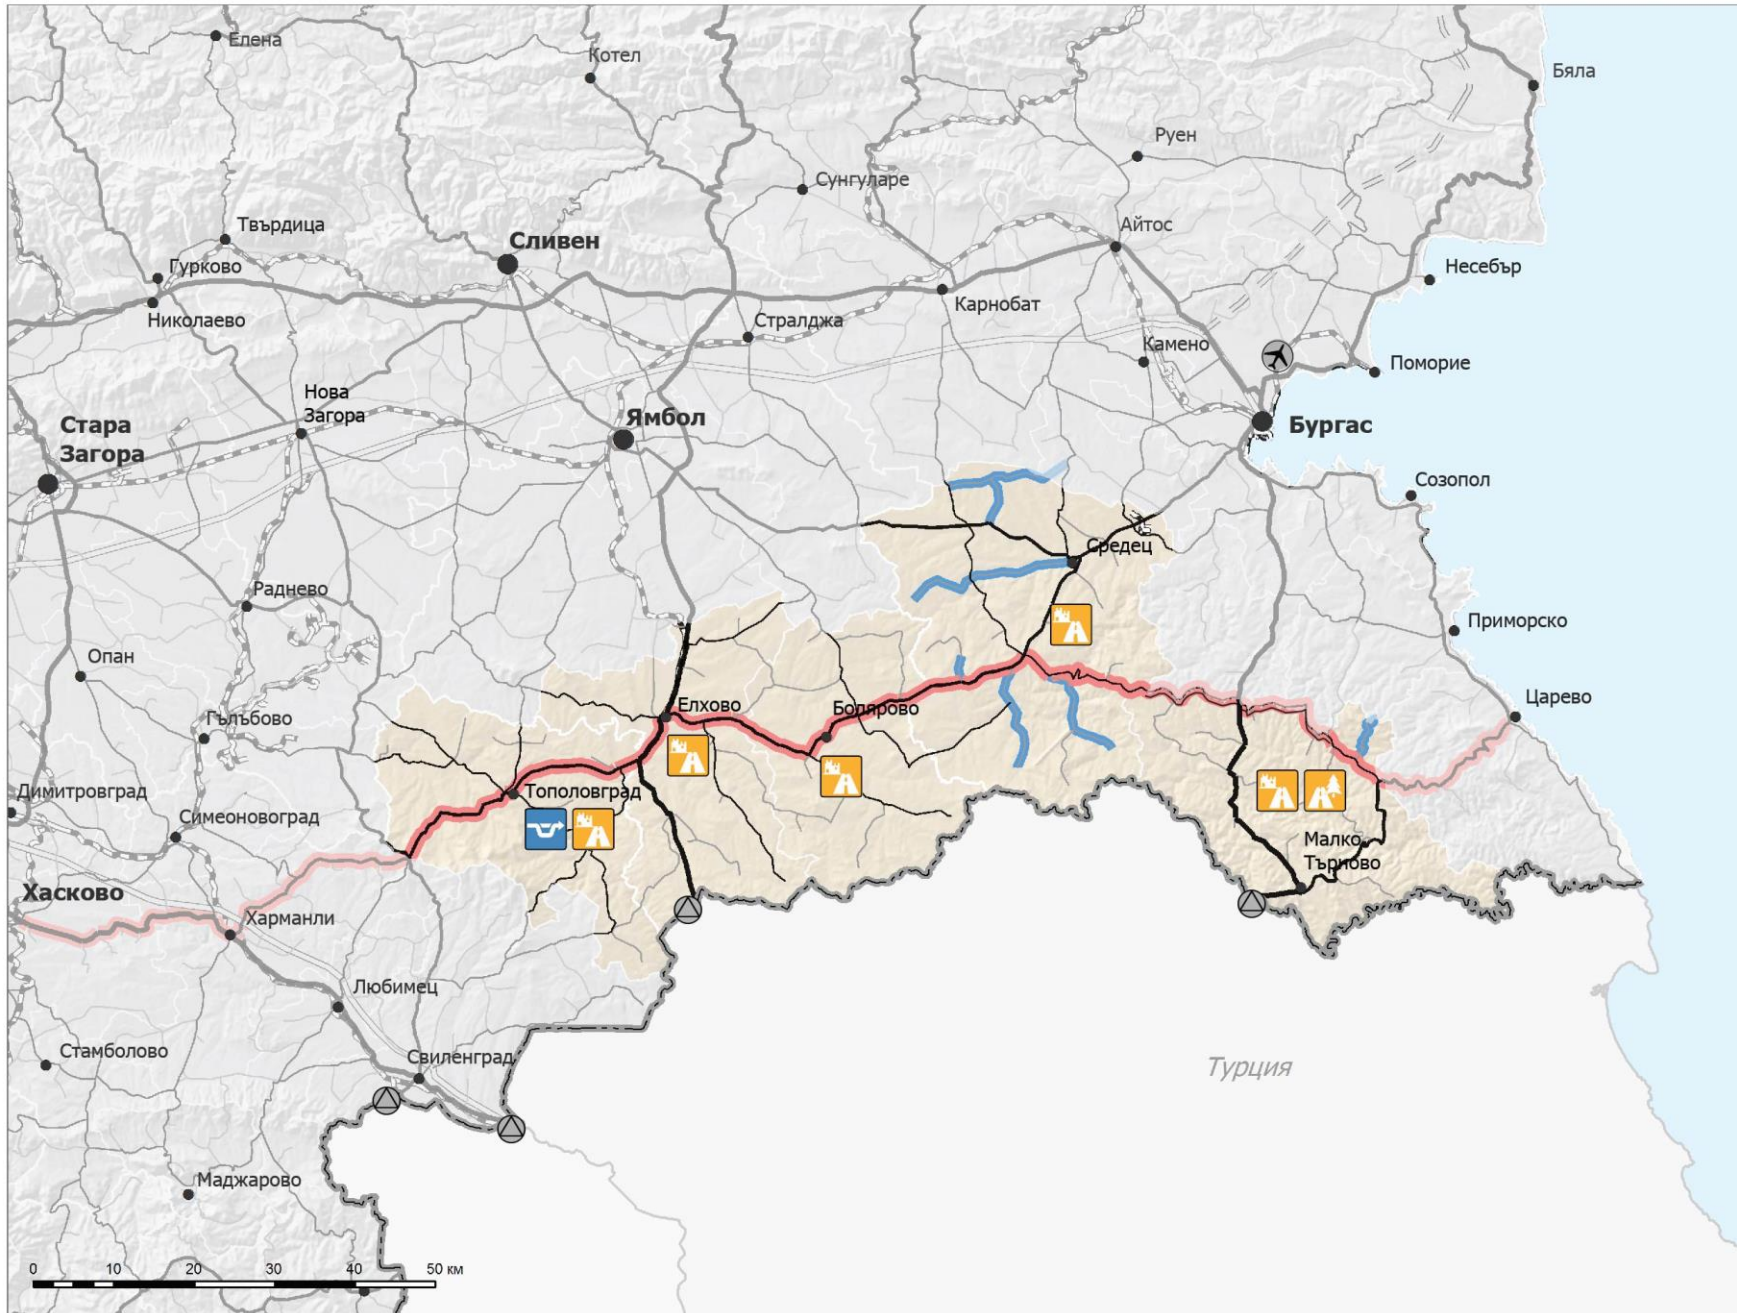 Елена
Котел
Бяла
Руен
Сунгуларе
Твърдица
Айтос
Сливен
Гурково
Несебър
Николаево
Карнобат
Стралджа
Камено
Поморие
Нова
Загора
Ямбол
Стара
Загора
Бургас
Созопол
Средец
Раднево
Приморско
Опан
Елхово
Болярово
Царево
Гълъбово
Димитровград
Тополовград
Симеоновоград
Малко
Търново
Хасково
Харманли
Любимец
Стамболово
Свиленград
Турция
Маджарово
0 10 20 30 40 50 км